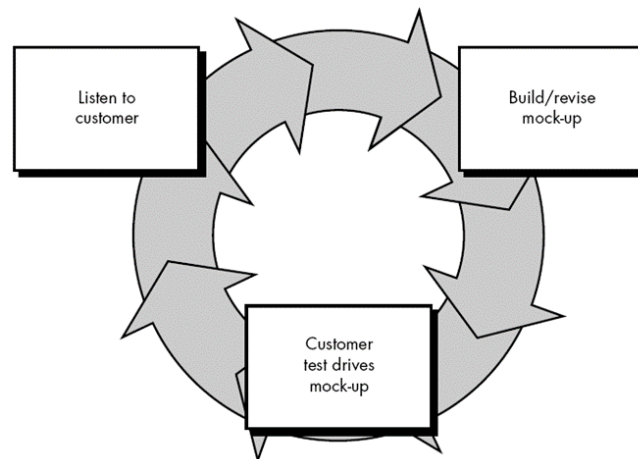 Listen to
customer
Build/revise
mock-up
Customer
test drives
mock-up